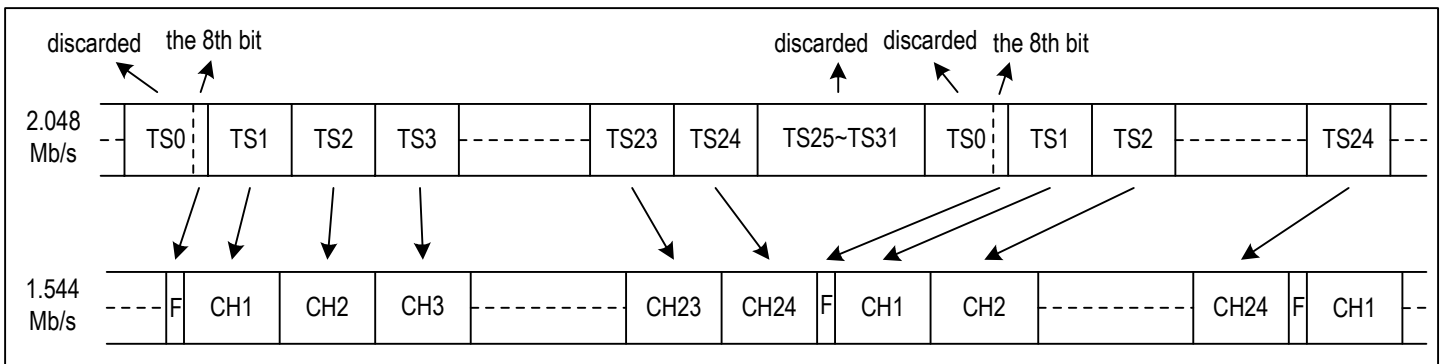 discarded the 8th bit discarded discarded the 8th bit
2.048 Mb/s TS0 TS1 TS2 TS3 TS23 TS24 TS25~TS31 TS0 TS1 TS2 TS24
1.544 Mb/s F CH1 CH2 CH3 CH23 CH24 F CH1 CH2 CH24 F CH1